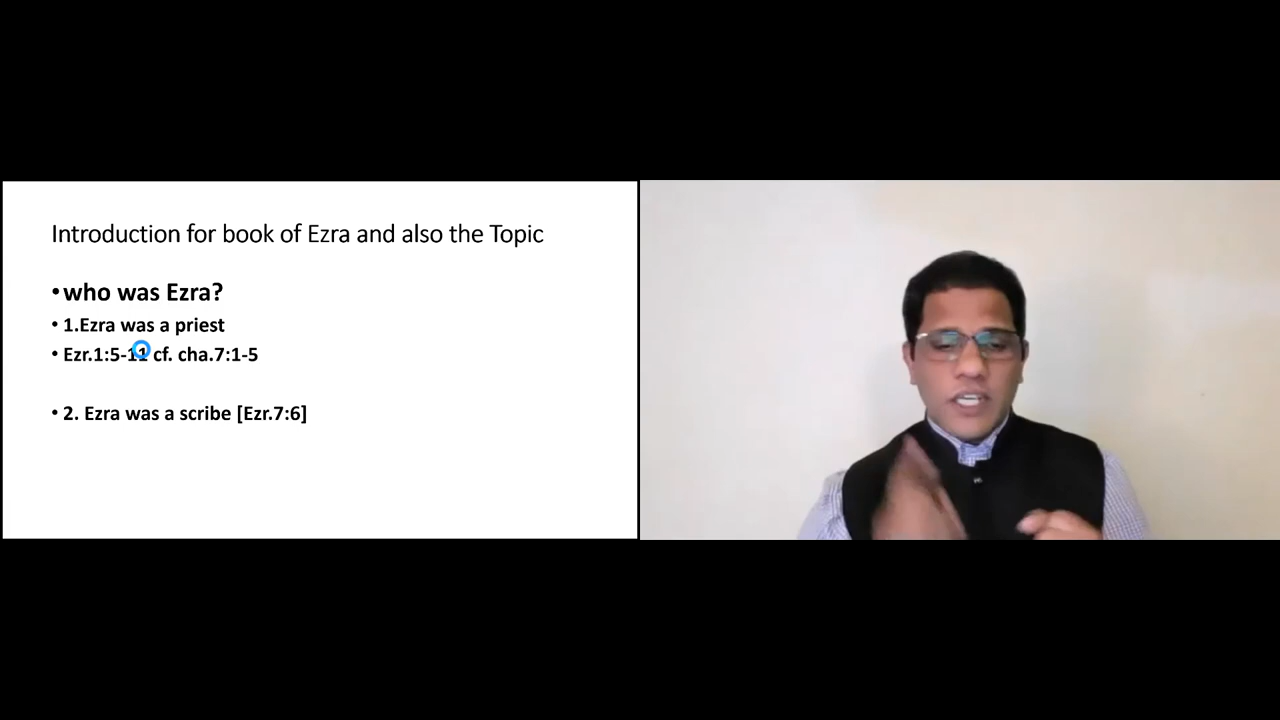 Introduction for book of Ezra and also the Topic
•who was Ezra?
• 1.Ezra was a priest
• Ezr.1:5-11 cf. cha.7:1-5
• 2. Ezra was a scribe [Ezr.7:6]